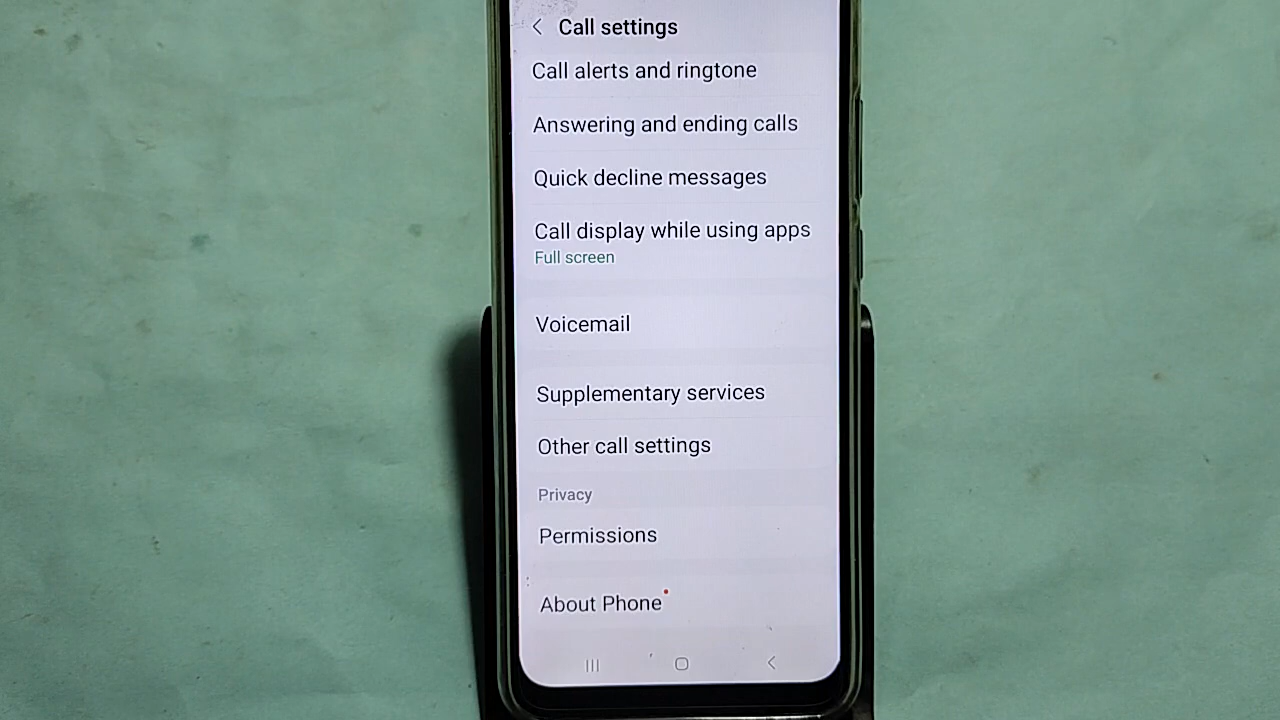 Call settings
Call alerts and ringtone
Answering and ending calls
Quick decline messages
Call display while using apps
Full screen
Voicemail
Supplementary services
Other call settings
Privacy
Permissions
About Phone